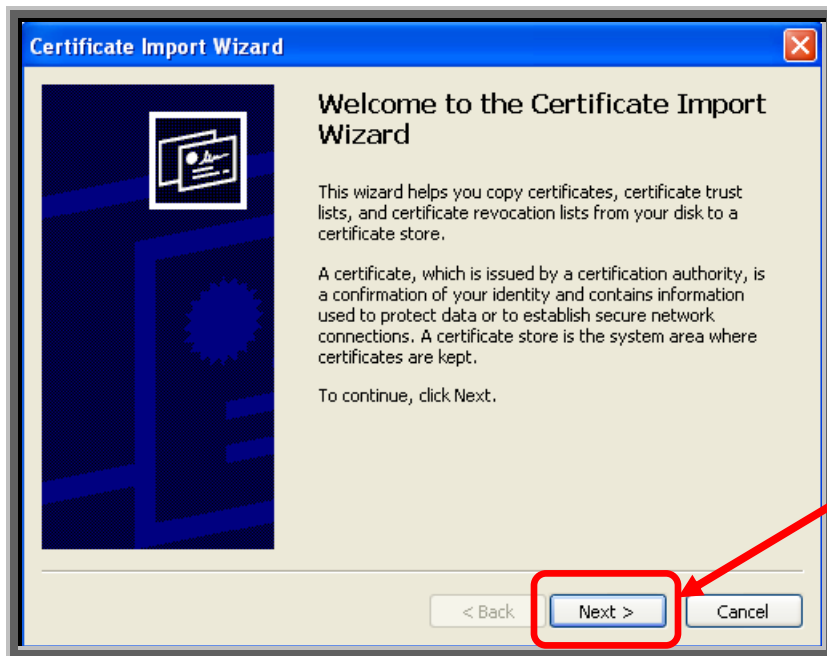 Certificate Import Wizard
Welcome to the Certificate Import
Wizard
This wizard helps you copy certificates, certificate trust
lists, and certificate revocation lists from your disk to a
certificate store.
A certificate, which is issued by a certification authority, is
a confirmation of your identity and contains information
used to protect data or to establish secure network
connections. A certificate store is the system area where
certificates are kept.
To continue, click Next.
< Back Next > Cancel